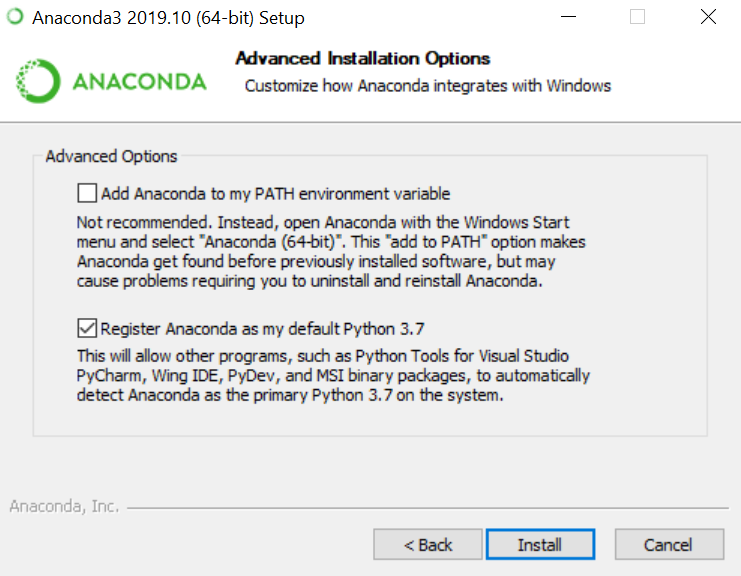 Anaconda3 2019.10 (64-bit) Setup
ANACONDA
Advanced Installation Options
Customize how Anaconda integrates with Windows
Advanced Options
Add Anaconda to my PATH environment variable
Not recommended. Instead, open Anaconda with the Windows Start
menu and select "Anaconda (64-bit)". This "add to PATH" option makes
Anaconda get found before previously installed software, but may
cause problems requiring you to uninstall and reinstall Anaconda.
Register Anaconda as my default Python 3.7
This will allow other programs, such as Python Tools for Visual Studio
PyCharm, Wing IDE, PyDev, and MSI binary packages, to automatically
detect Anaconda as the primary Python 3.7 on the system.
Anaconda, Inc.
< Back Install Cancel